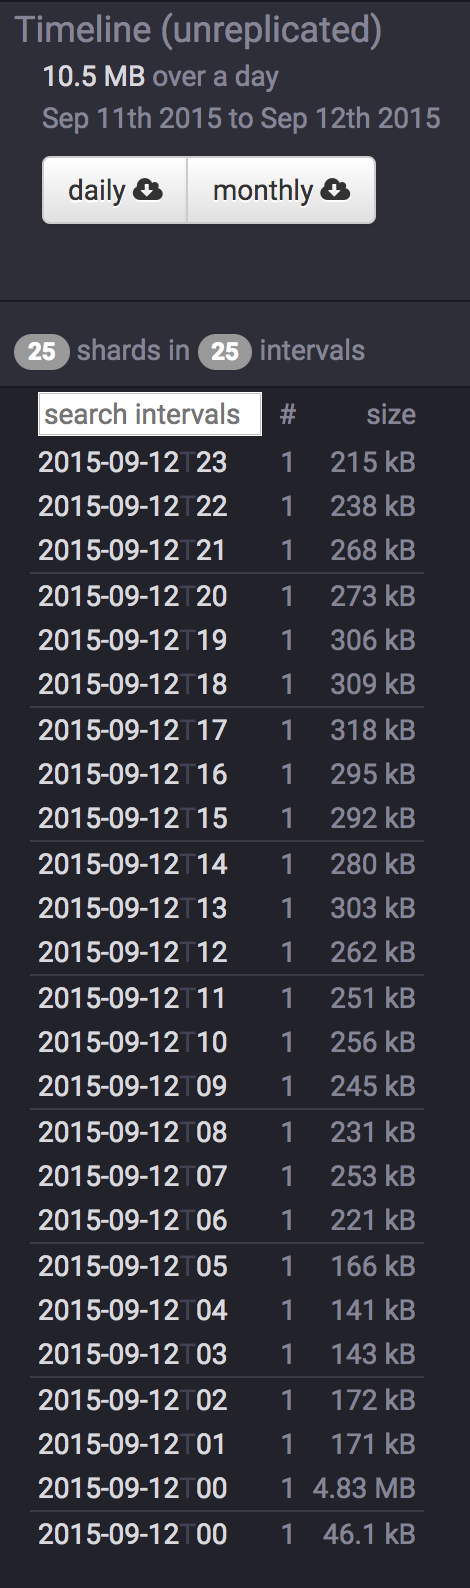 Timeline (unreplicated)
10.5 MB over a day
Sep 11th 2015 to Sep 12th 2015
daily monthly
25 shards in 25 intervals
search intervals # size
2015-09-12T23 1 215 kB
2015-09-12T22 1 238 kB
2015-09-12T21 1 268 kB
2015-09-12T20 1 273 kB
2015-09-12T19 1 306 kB
2015-09-12T18 1 309 kB
2015-09-12T17 1 318 kB
2015-09-12T16 1 295 kB
2015-09-12T15 1 292 kB
2015-09-12T14 1 280 kB
2015-09-12T13 1 303 kB
2015-09-12T12 1 262 kB
2015-09-12T11 1 251 kB
2015-09-12T10 1 256 kB
2015-09-12T09 1 245 kB
2015-09-12T08 1 231 kB
2015-09-12T07 1 253 kB
2015-09-12T06 1 221 kB
2015-09-12T05 1 166 kB
2015-09-12T04 1 141 kB
2015-09-12T03 1 143 kB
2015-09-12T02 1 172 kB
2015-09-12T01 1 171 kB
2015-09-12T00 1 4.83 MB
2015-09-12T00 1 46.1 kB